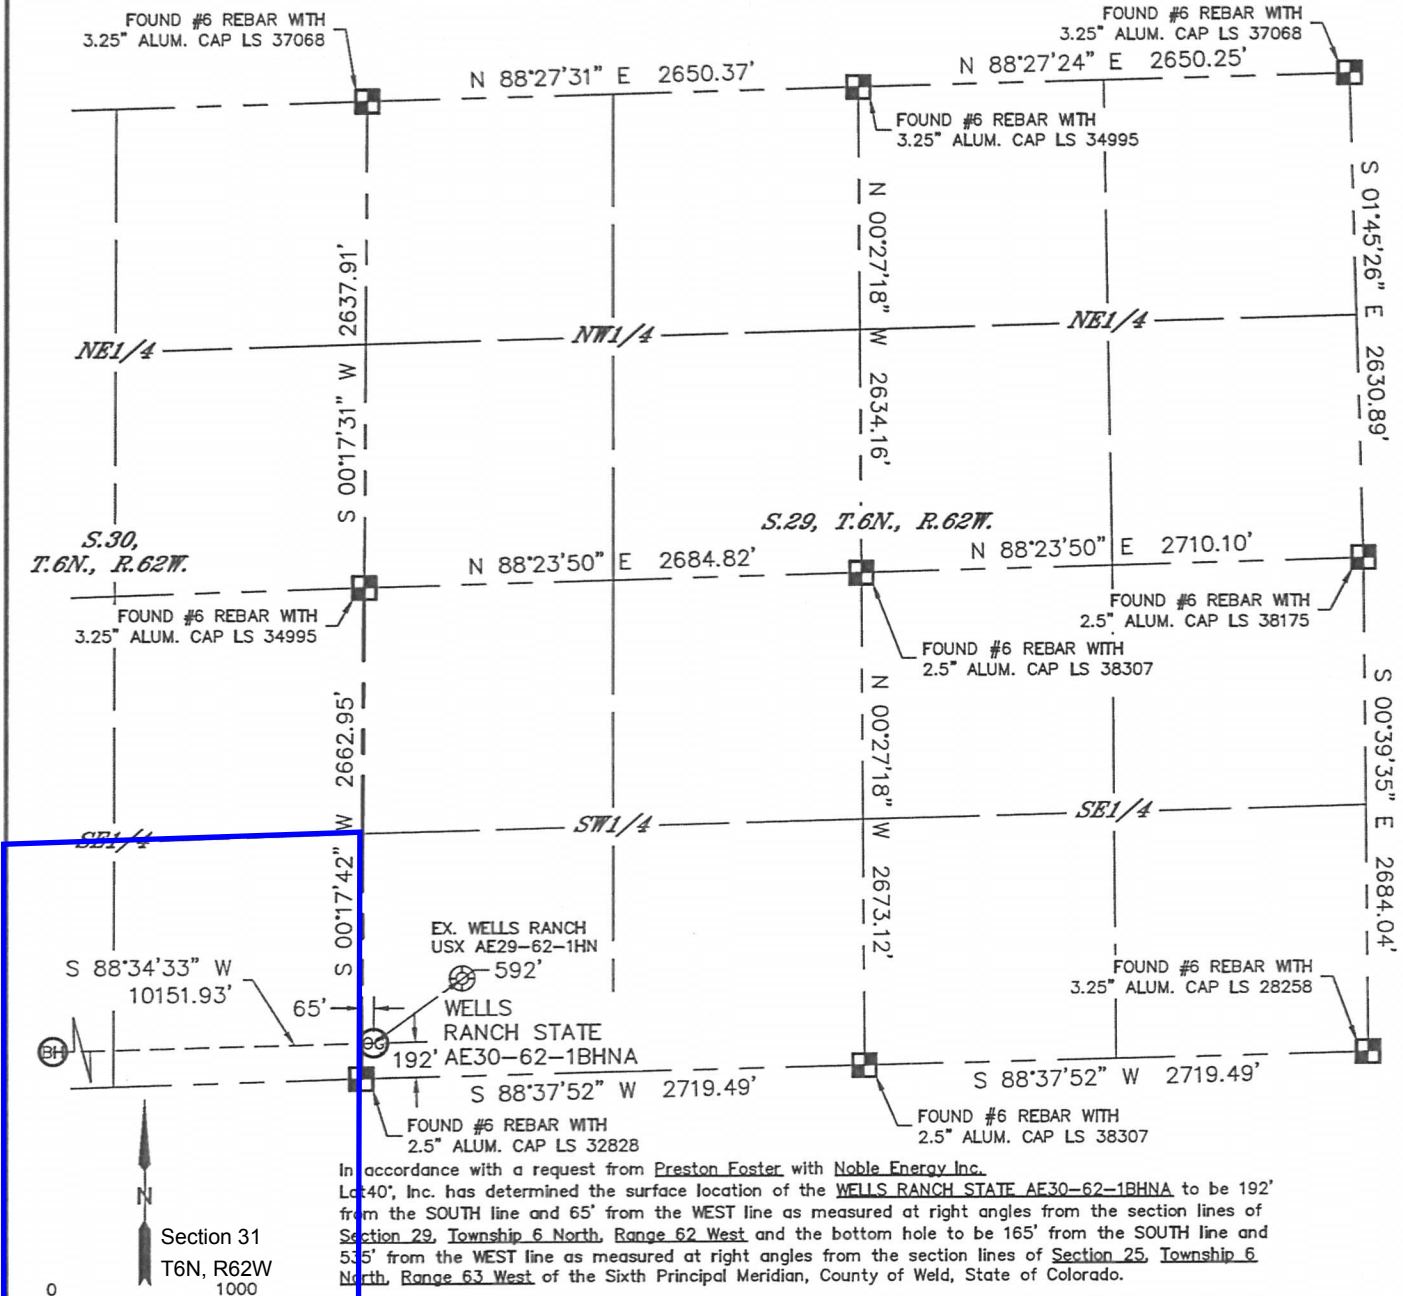 FOUND #6 REBAR WITH
3.25" ALUM. CAP LS 37068
FOUND #6 REBAR WITH
3.25" ALUM. CAP LS 37068
N 88°27'31" E 2650.37'
N 88°27'24" E 2650.25'
FOUND #6 REBAR WITH
3.25" ALUM. CAP LS 34995
S 00°17'31" W 2637.91'
N 00°27'18" W 2634.16'
S 01°45'26" E 2630.89'
NE1/4
NW1/4
NE1/4
S.30,
T.6N., R.62W.
S.29, T.6N., R.62W.
N 88°23'50" E 2684.82'
N 88°23'50" E 2710.10'
FOUND #6 REBAR WITH
3.25" ALUM. CAP LS 34995
FOUND #6 REBAR WITH
2.5" ALUM. CAP LS 38175
FOUND #6 REBAR WITH
2.5" ALUM. CAP LS 38307
S 00°17'42" W 2662.95'
N 00°27'18" W 2673.12'
S 00°39'35" E 2684.04'
SE1/4
SW1/4
SE1/4
EX. WELLS RANCH
USX AE29-62-1HN
592'
S 88°34'33" W
10151.93'
65'
BH
OG
WELLS
RANCH STATE
192' AE30-62-1BHNA
FOUND #6 REBAR WITH
3.25" ALUM. CAP LS 28258
S 88°37'52" W 2719.49'
S 88°37'52" W 2719.49'
FOUND #6 REBAR WITH
2.5" ALUM. CAP LS 32828
FOUND #6 REBAR WITH
2.5" ALUM. CAP LS 38307
In accordance with a request from Preston Foster with Noble Energy Inc.
Lat40°, Inc. has determined the surface location of the WELLS RANCH STATE AE30-62-1BHNA to be 192'
from the SOUTH line and 65' from the WEST line as measured at right angles from the section lines of
Section 29, Township 6 North, Range 62 West and the bottom hole to be 165' from the SOUTH line and
535' from the WEST line as measured at right angles from the section lines of Section 25, Township 6
North, Range 63 West of the Sixth Principal Meridian, County of Weld, State of Colorado.
N
Section 31
T6N, R62W
0 1000